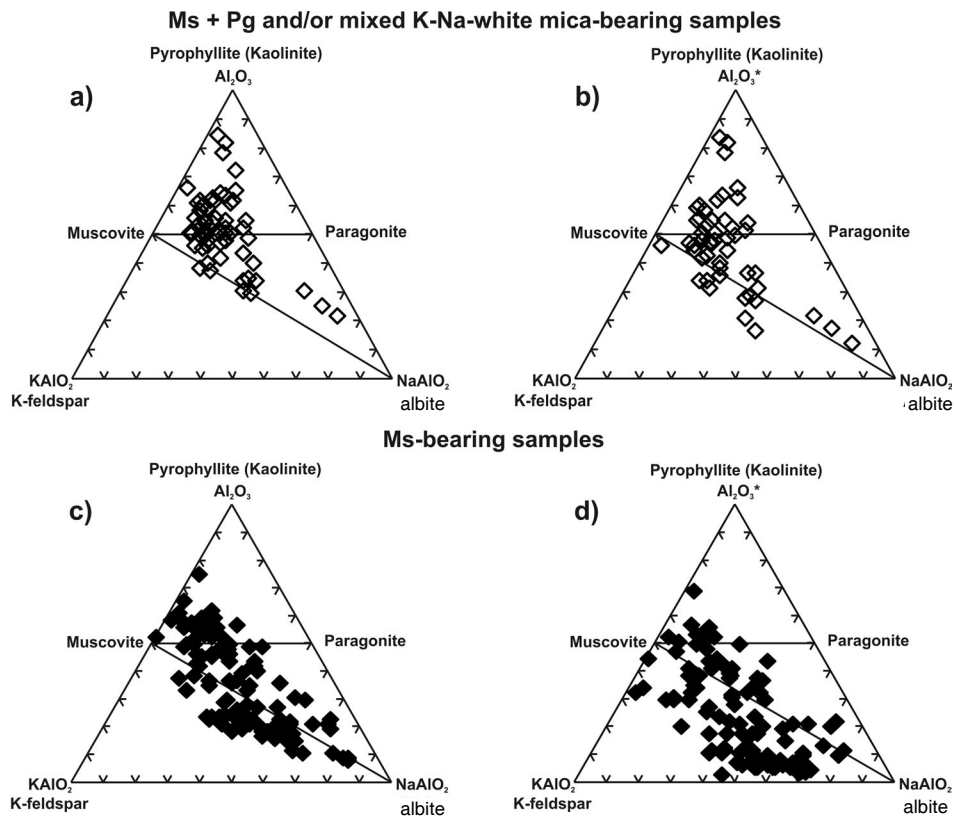 Ms + Pg and/or mixed K-Na-white mica-bearing samples
Pyrophyllite (Kaolinite)
Al₂O₃
a)
Muscovite
Paragonite
KAlO₂
K-feldspar
NaAlO₂
albite
Pyrophyllite (Kaolinite)
Al₂O₃*
b)
Muscovite
Paragonite
KAlO₂
K-feldspar
NaAlO₂
albite
Ms-bearing samples
Pyrophyllite (Kaolinite)
Al₂O₃
c)
Muscovite
Paragonite
KAlO₂
K-feldspar
NaAlO₂
albite
Pyrophyllite (Kaolinite)
Al₂O₃*
d)
Muscovite
Paragonite
KAlO₂
K-feldspar
NaAlO₂
albite